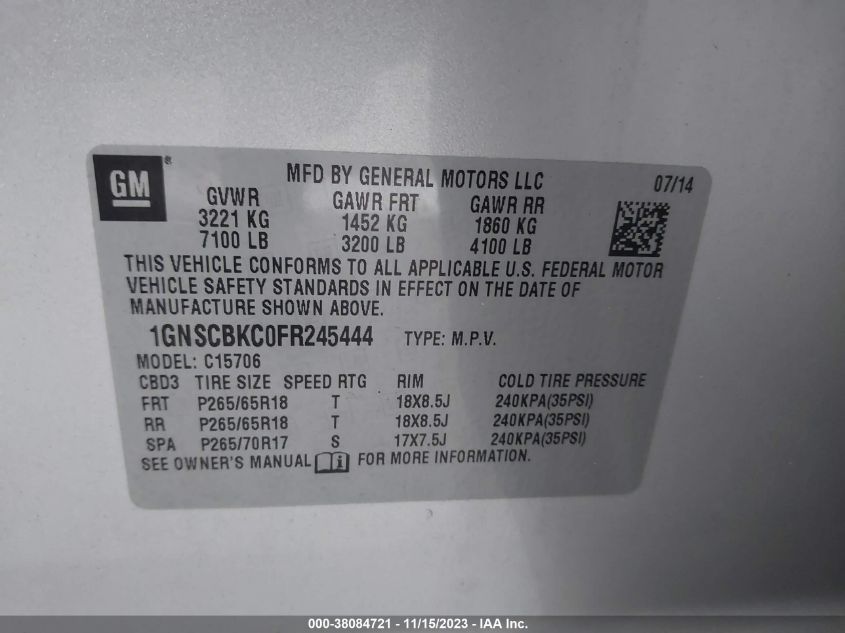 GM®
MFD BY GENERAL MOTORS LLC 07/14
GVWR GAWR FRT GAWR RR
3221 KG 1452 KG 1860 KG
7100 LB 3200 LB 4100 LB
THIS VEHICLE CONFORMS TO ALL APPLICABLE U.S. FEDERAL MOTOR
VEHICLE SAFETY STANDARDS IN EFFECT ON THE DATE OF
MANUFACTURE SHOWN ABOVE.
1GNSCBKC0FR245444 TYPE: M.P.V.
MODEL: C15706
CBD3 TIRE SIZE SPEED RTG RIM COLD TIRE PRESSURE
FRT P265/65R18 T 18X8.5J 240KPA(35PSI)
RR P265/65R18 T 18X8.5J 240KPA(35PSI)
SPA P265/70R17 S 17X7.5J 240KPA(35PSI)
SEE OWNER'S MANUAL i FOR MORE INFORMATION.
000-38084721 - 11/15/2023 - IAA Inc.